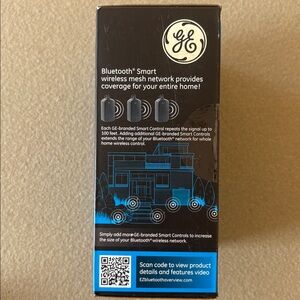 GE
Bluetooth® Smart
wireless mesh network provides
coverage for your entire home!
Each GE-branded Smart Control repeats the signal up to
100 feet. Adding additional GE-branded Smart Controls
extends the range of your Bluetooth® network for whole
home wireless control.
Simply add more GE-branded Smart Controls to increase
the size of your Bluetooth® wireless network.
Scan code to view product
details and features video
EZbluetoothoverview.com